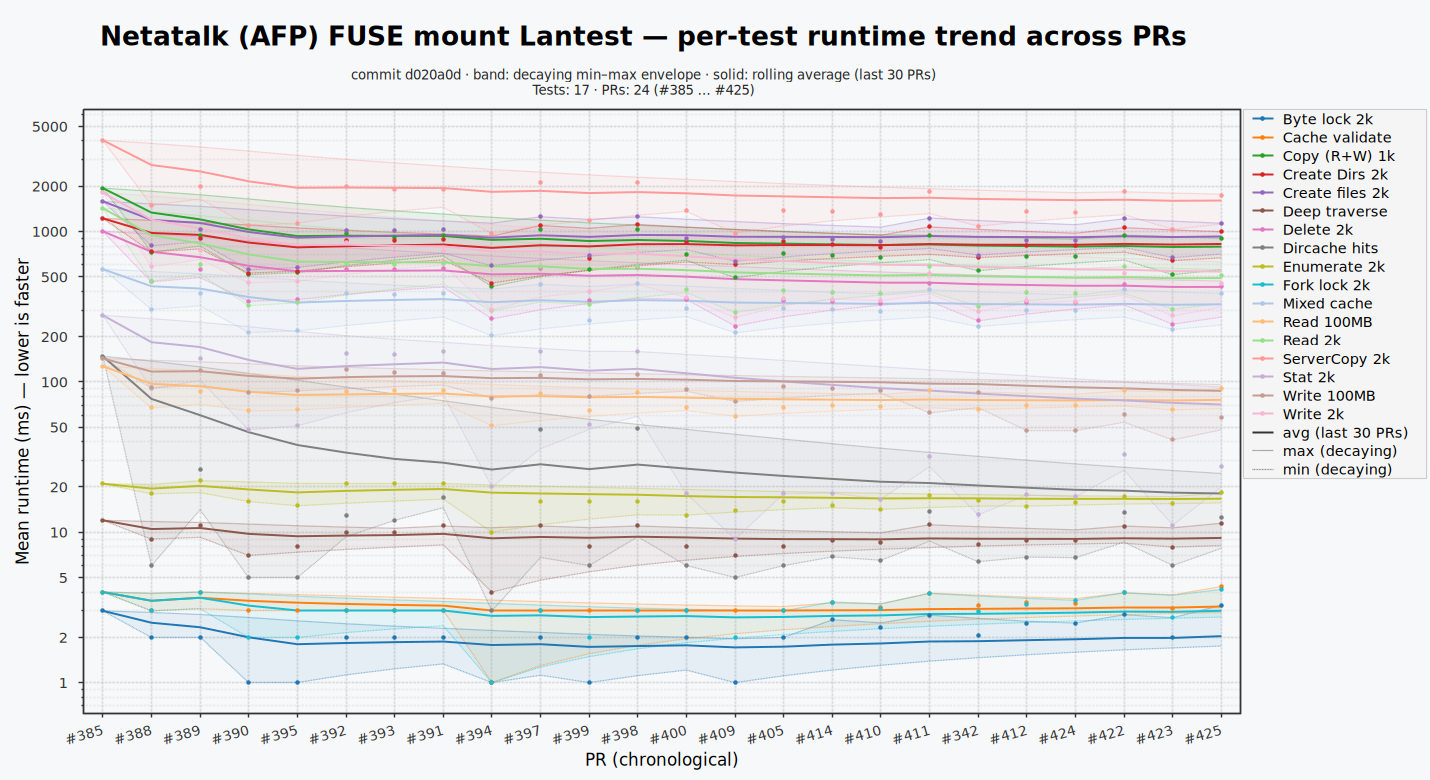 Netatalk (AFP) FUSE mount Lantest — per-test runtime trend across PRs
commit d020a0d · band: decaying min–max envelope · solid: rolling average (last 30 PRs)
Tests: 17 · PRs: 24 (#385 … #425)
Mean runtime (ms) — lower is faster
5000
2000
1000
500
200
100
50
20
10
5
2
1
#385
#388
#389
#390
#395
#392
#393
#391
#394
#397
#399
#398
#400
#409
#405
#414
#410
#411
#342
#412
#424
#422
#423
#425
PR (chronological)
Byte lock 2k
Cache validate
Copy (R+W) 1k
Create Dirs 2k
Create files 2k
Deep traverse
Delete 2k
Dircache hits
Enumerate 2k
Fork lock 2k
Mixed cache
Read 100MB
Read 2k
ServerCopy 2k
Stat 2k
Write 100MB
Write 2k
avg (last 30 PRs)
max (decaying)
min (decaying)